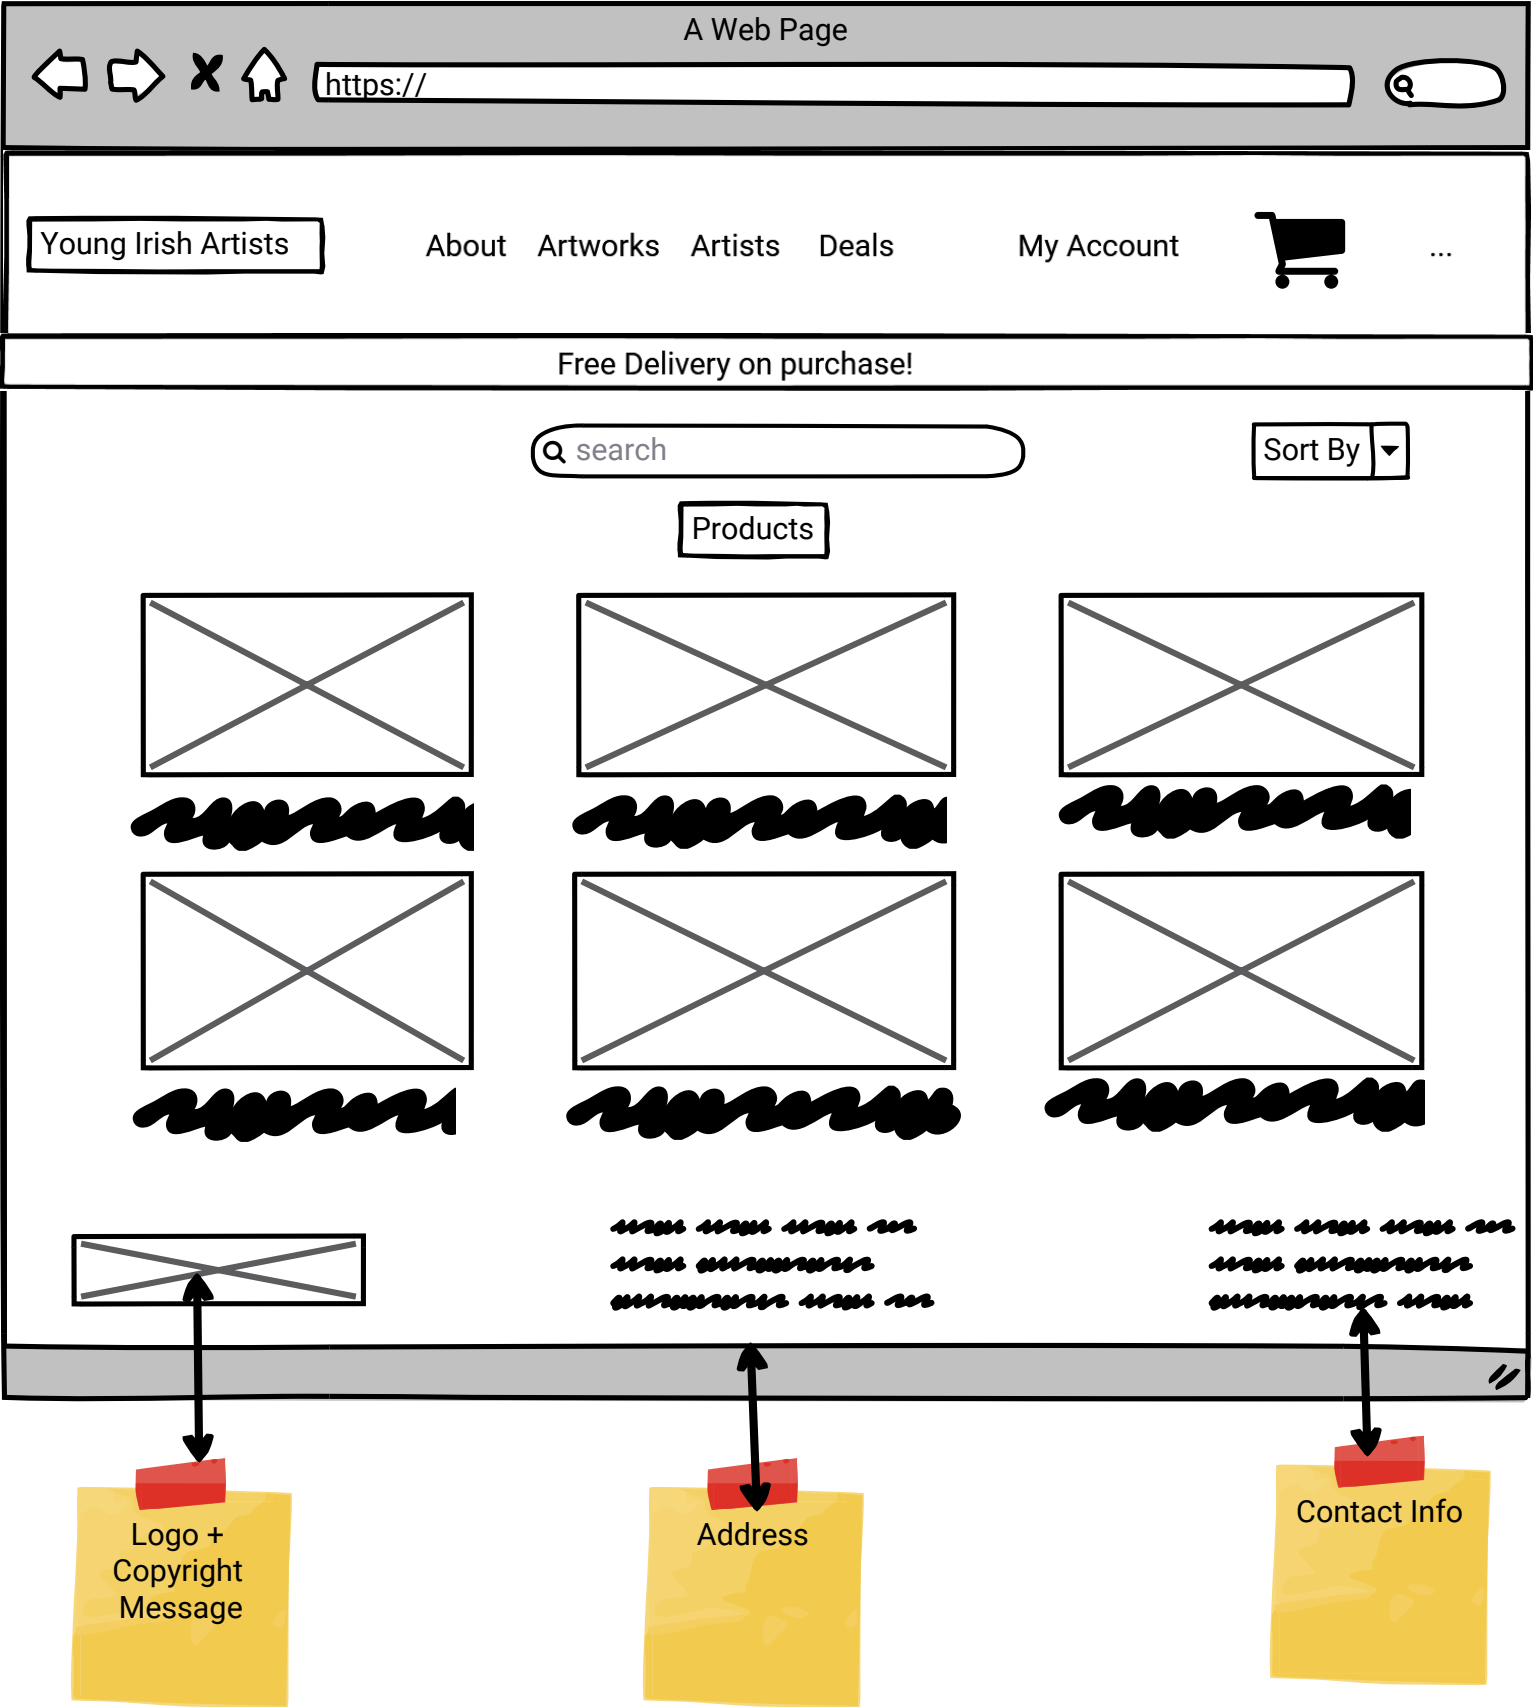 A Web Page
https://
Young Irish Artists
About Artworks Artists Deals My Account ...
Free Delivery on purchase!
search
Sort By
Products
Logo +
Copyright
Message
Address
Contact Info